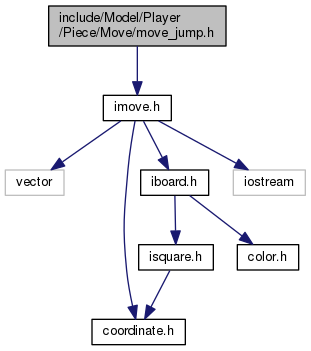 include/Model/Player
/Piece/Move/move_jump.h
imove.h
vector
iboard.h
iostream
isquare.h
color.h
coordinate.h